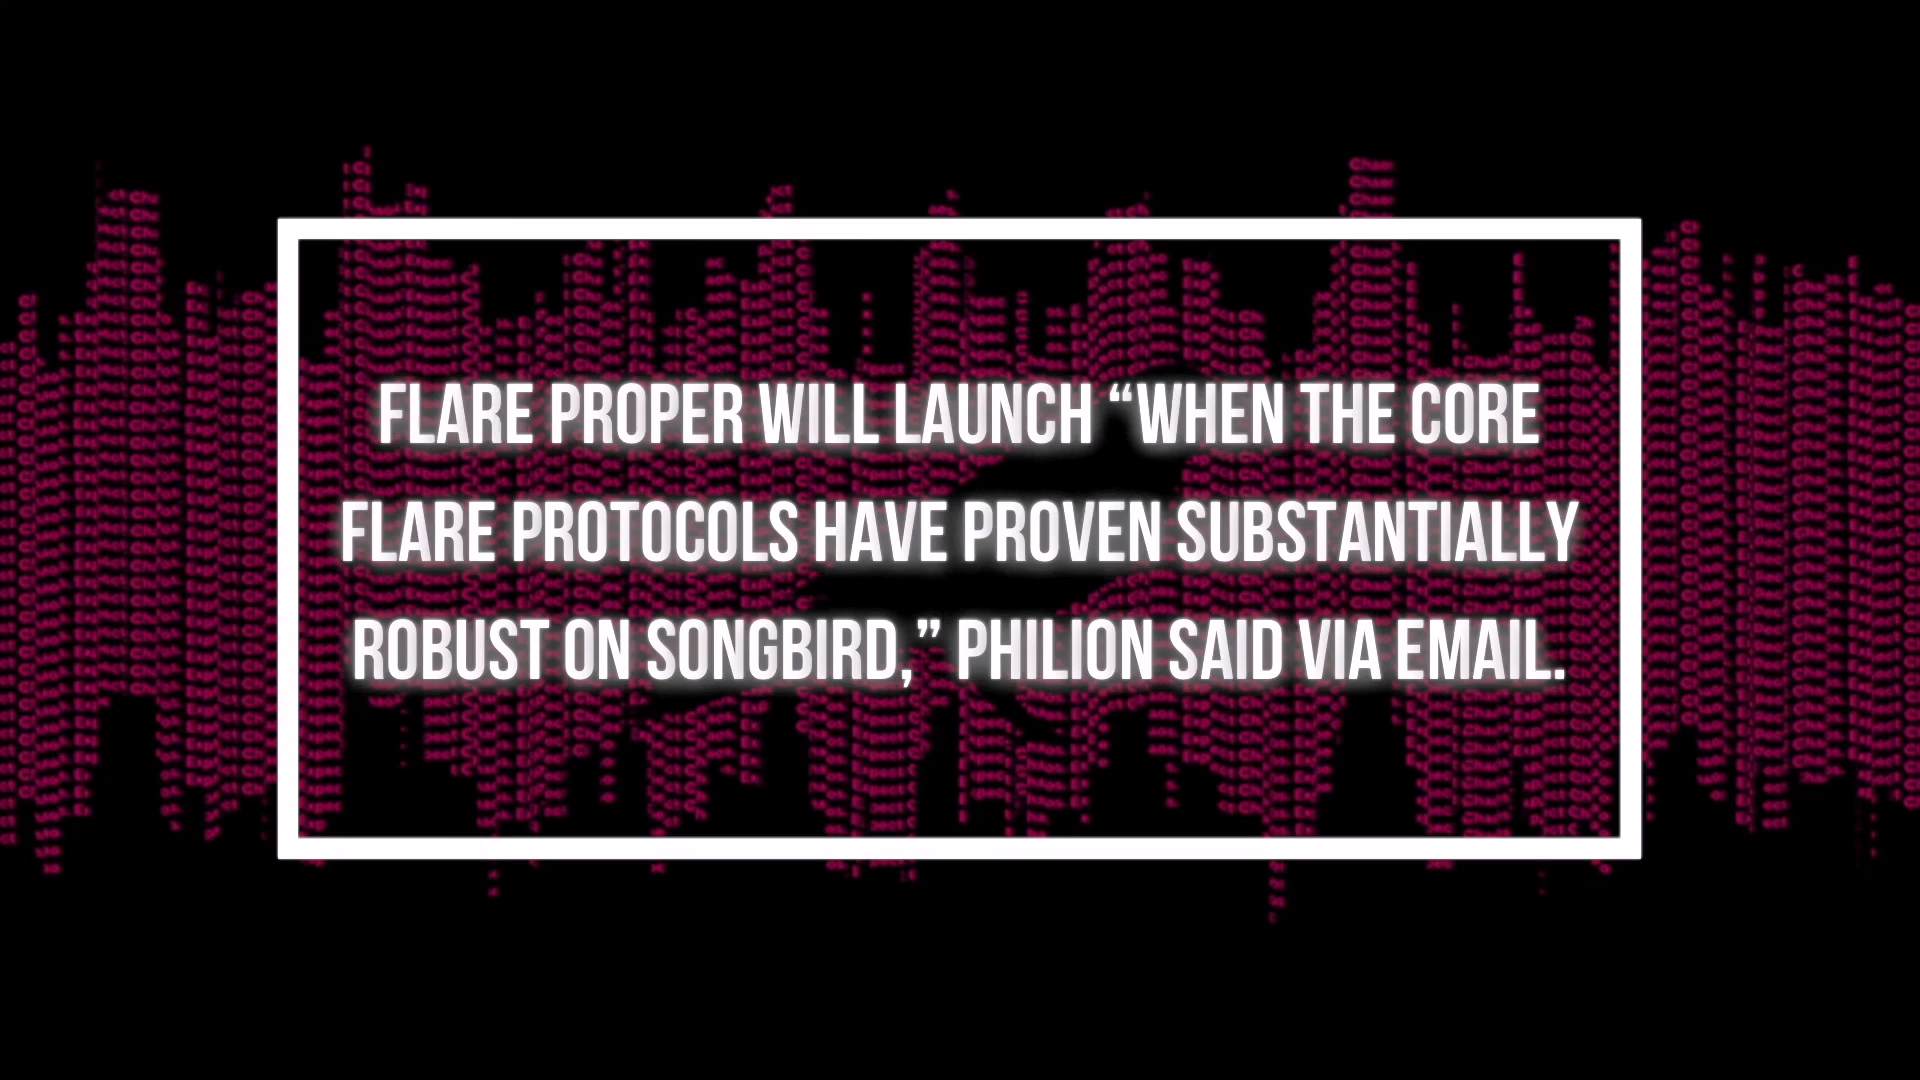 FLARE PROPER WILL LAUNCH “WHEN THE CORE
FLARE PROTOCOLS HAVE PROVEN SUBSTANTIALLY
ROBUST ON SONGBIRD,” PHILION SAID VIA EMAIL.